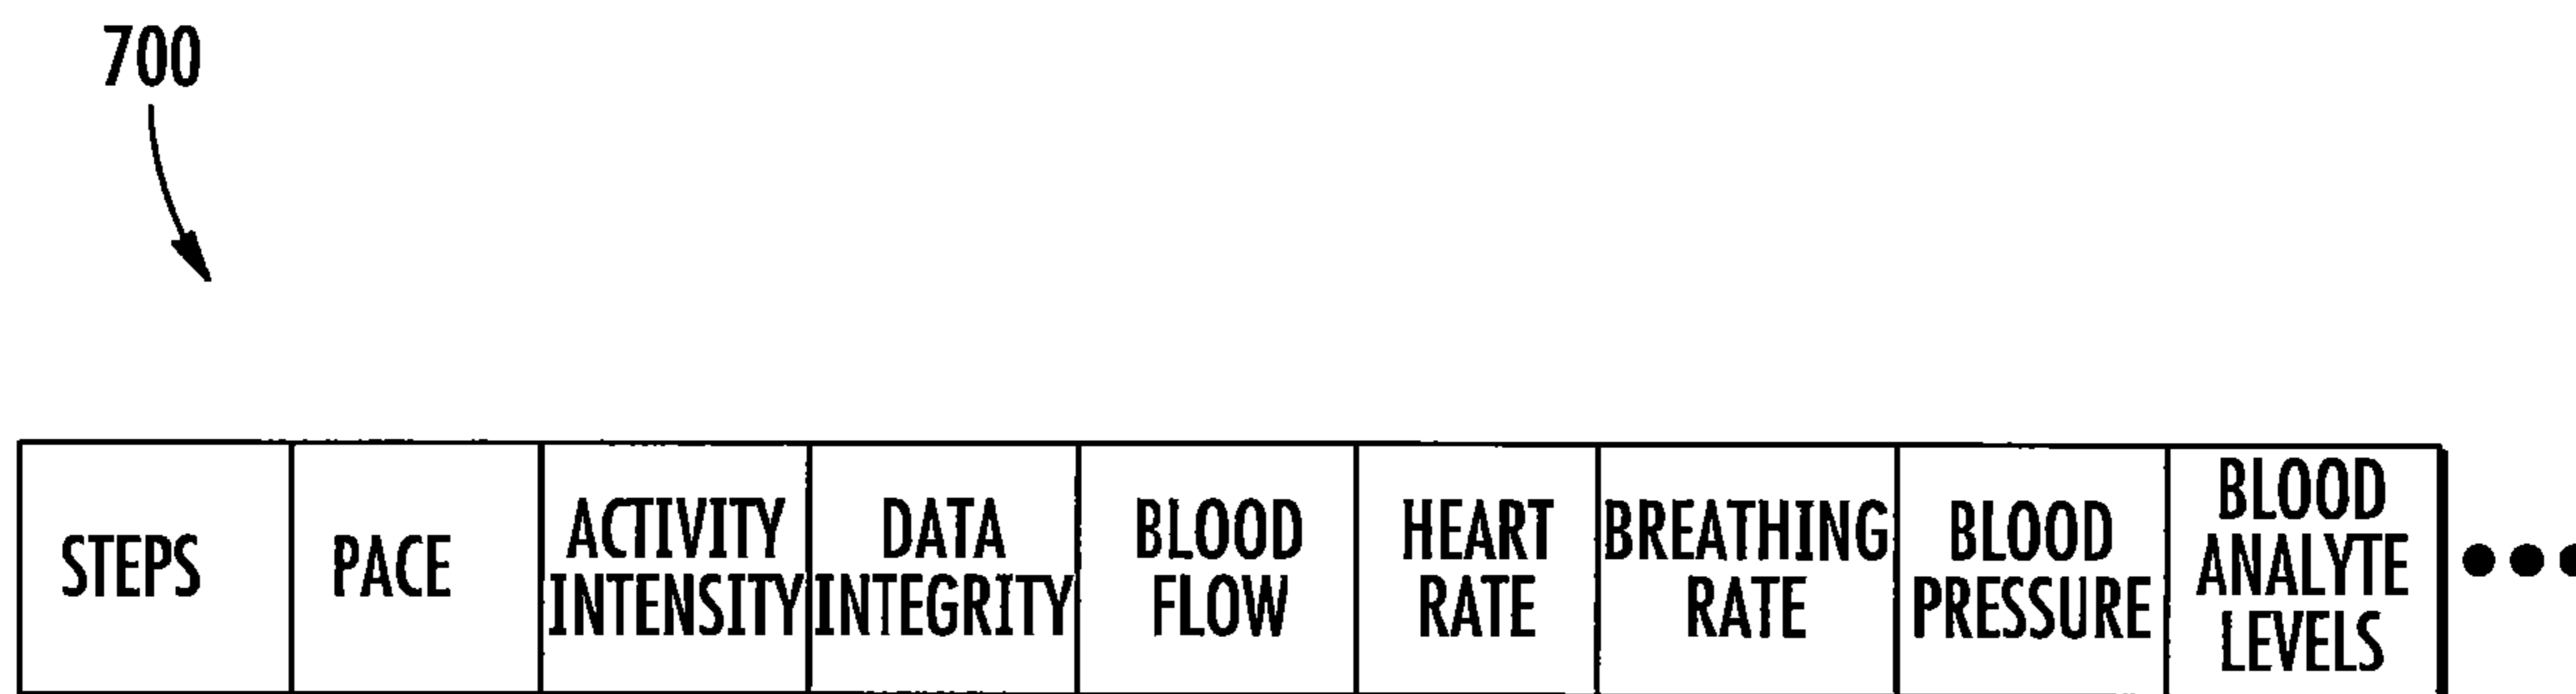 700
STEPS
PACE
ACTIVITY
INTENSITY
DATA
INTEGRITY
BLOOD
FLOW
HEART
RATE
BREATHING
RATE
BLOOD
PRESSURE
BLOOD
ANALYTE
LEVELS